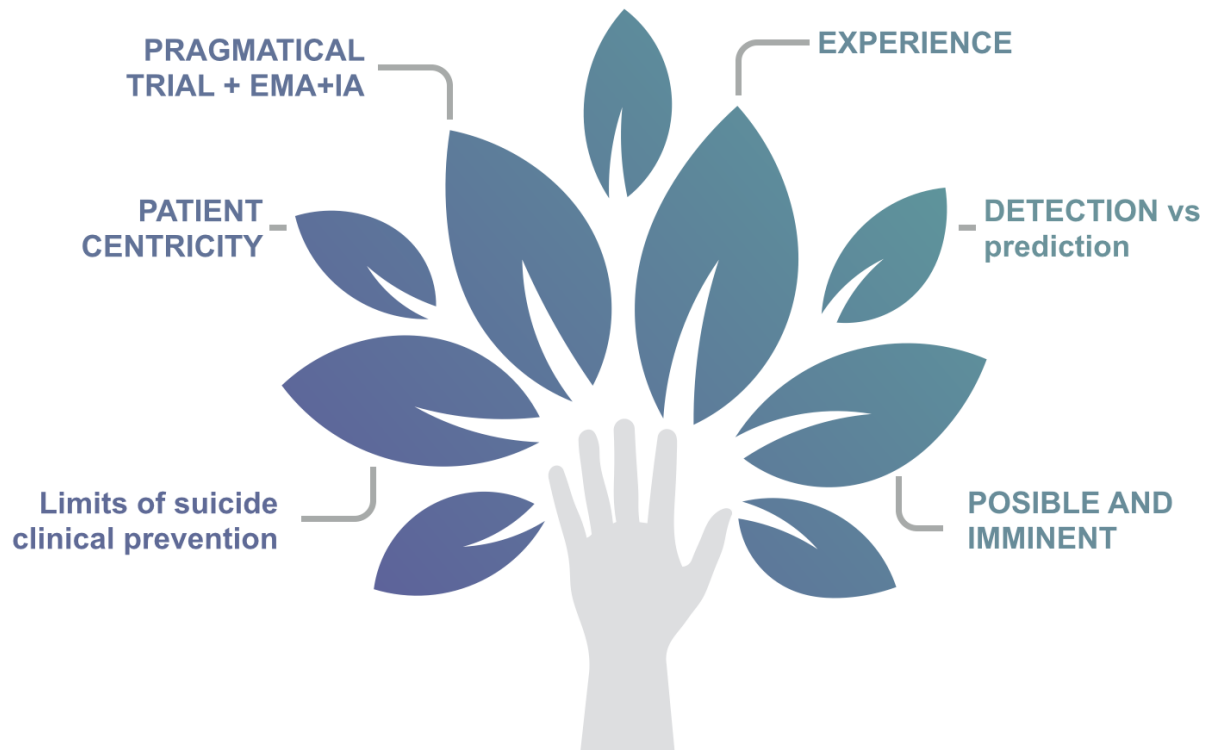 PRAGMATICAL
TRIAL + EMA+IA
EXPERIENCE
PATIENT
CENTRICITY
DETECTION vs
prediction
Limits of suicide
clinical prevention
POSIBLE AND
IMMINENT